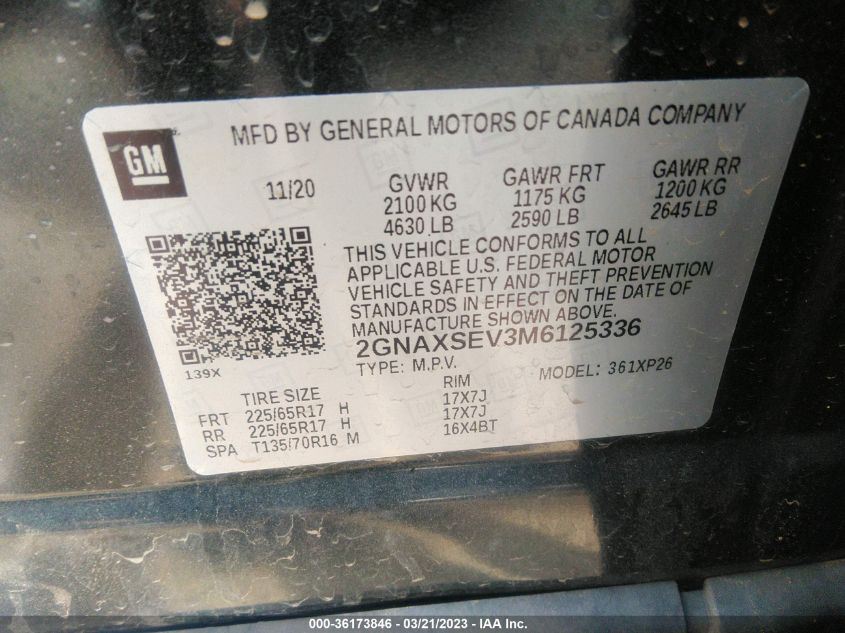 MFD BY GENERAL MOTORS OF CANADA COMPANY
GM
11/20
GVWR
2100 KG
4630 LB
GAWR FRT
1175 KG
2590 LB
GAWR RR
1200 KG
2645 LB
THIS VEHICLE CONFORMS TO ALL
APPLICABLE U.S. FEDERAL MOTOR
VEHICLE SAFETY AND THEFT PREVENTION
STANDARDS IN EFFECT ON THE DATE OF
MANUFACTURE SHOWN ABOVE.
2GNAXSEV3M6125336
139X
TYPE: M.P.V.
MODEL: 361XP26
TIRE SIZE
RIM
FRT 225/65R17 H 17X7J
RR 225/65R17 H 17X7J
SPA T135/70R16 M 16X4BT
000-36173846 - 03/21/2023 - IAA Inc.